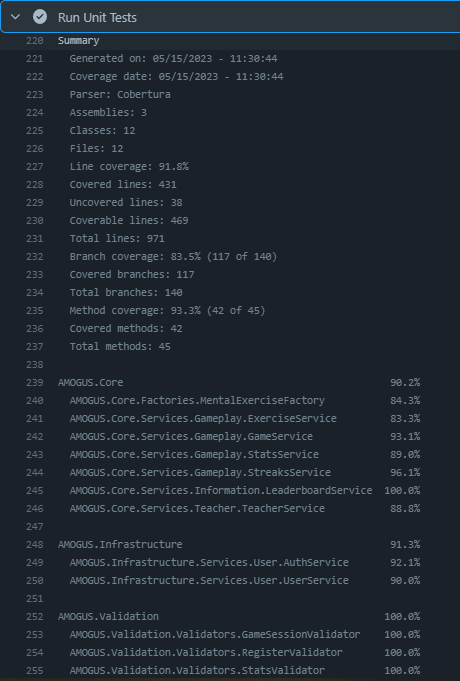 Run Unit Tests
220 Summary
221 Generated on: 05/15/2023 - 11:30:44
222 Coverage date: 05/15/2023 - 11:30:44
223 Parser: Cobertura
224 Assemblies: 3
225 Classes: 12
226 Files: 12
227 Line coverage: 91.8%
228 Covered lines: 431
229 Uncovered lines: 38
230 Coverable lines: 469
231 Total lines: 971
232 Branch coverage: 83.5% (117 of 140)
233 Covered branches: 117
234 Total branches: 140
235 Method coverage: 93.3% (42 of 45)
236 Covered methods: 42
237 Total methods: 45
238
239 AMOGUS.Core 90.2%
240 AMOGUS.Core.Factories.MentalExerciseFactory 84.3%
241 AMOGUS.Core.Services.Gameplay.ExerciseService 83.3%
242 AMOGUS.Core.Services.Gameplay.GameService 93.1%
243 AMOGUS.Core.Services.Gameplay.StatsService 89.0%
244 AMOGUS.Core.Services.Gameplay.StreaksService 96.1%
245 AMOGUS.Core.Services.Information.LeaderboardService 100.0%
246 AMOGUS.Core.Services.Teacher.TeacherService 88.8%
247
248 AMOGUS.Infrastructure 91.3%
249 AMOGUS.Infrastructure.Services.User.AuthService 92.1%
250 AMOGUS.Infrastructure.Services.User.UserService 90.0%
251
252 AMOGUS.Validation 100.0%
253 AMOGUS.Validation.Validators.GameSessionValidator 100.0%
254 AMOGUS.Validation.Validators.RegisterValidator 100.0%
255 AMOGUS.Validation.Validators.StatsValidator 100.0%